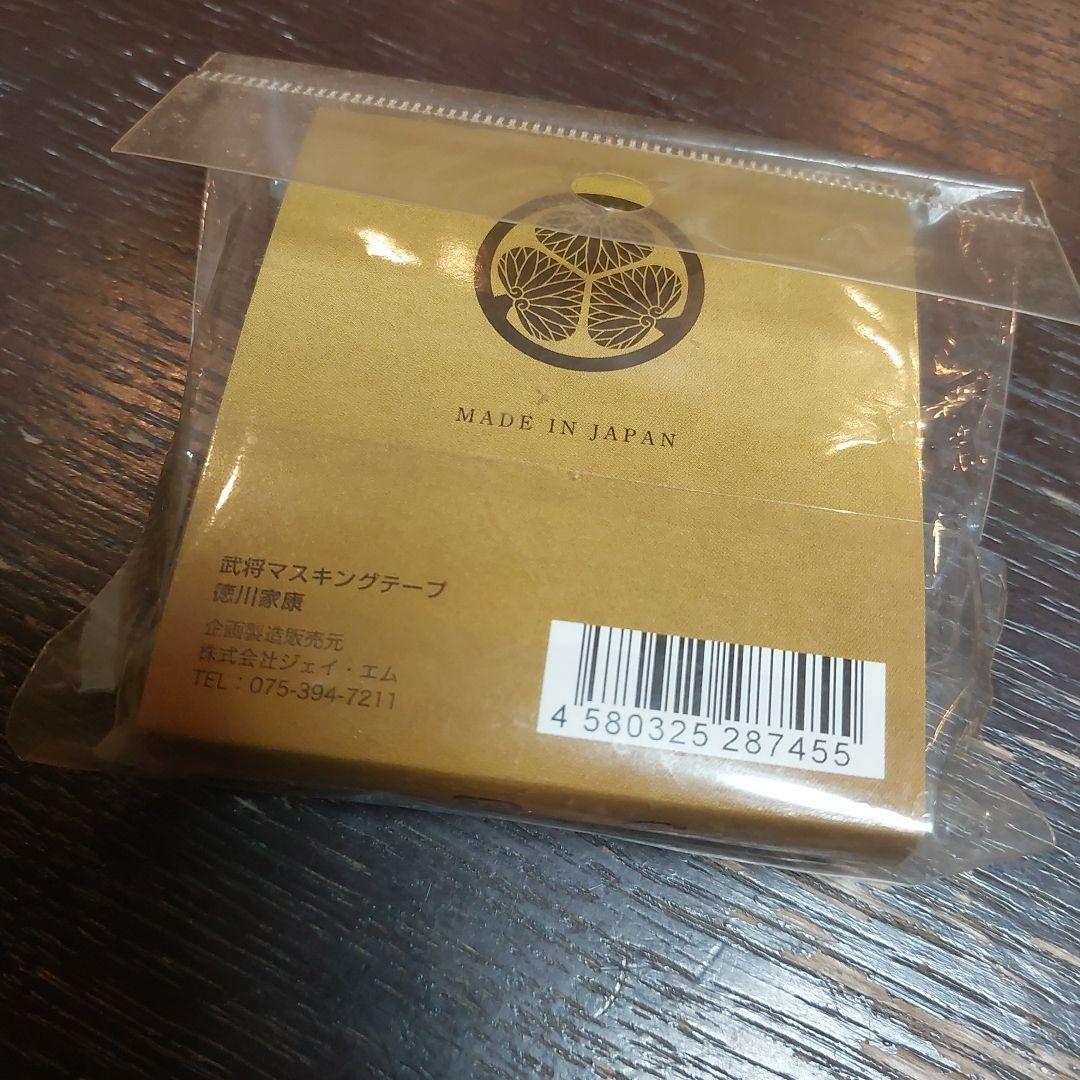 MADE IN JAPAN
武将マスキングテープ
徳川家康
企画製造販売元
株式会社ジェイ・エム
TEL：075-394-7211
4 580325 287455